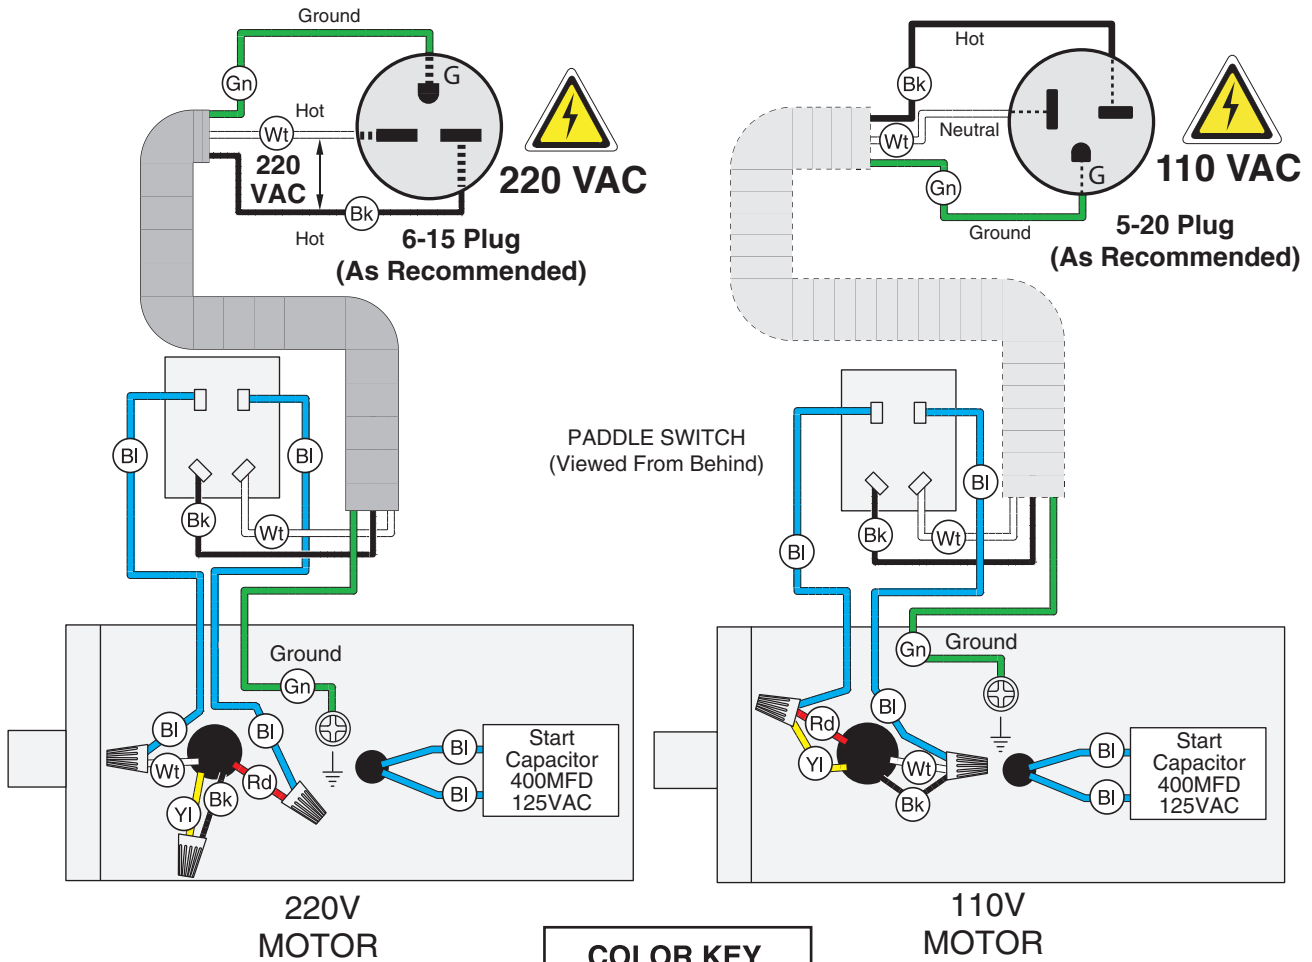 Ground
Gn
G
Hot
Wt
220
VAC
220 VAC
Bk
Hot
6-15 Plug
(As Recommended)
Bl
Bl
Bk
Wt
Ground
Gn
Bl
Wt
Bl
Rd
Yl
Bk
Bl
Bl
Start
Capacitor
400MFD
125VAC
220V
MOTOR
PADDLE SWITCH
(Viewed From Behind)
Hot
Bk
Wt
Neutral
G
110 VAC
Gn
Ground
5-20 Plug
(As Recommended)
Bl
Bl
Bk
Wt
Gn
Ground
Rd
Yl
Bl
Wt
Bk
Bl
Bl
Start
Capacitor
400MFD
125VAC
110V
MOTOR
COLOR KEY